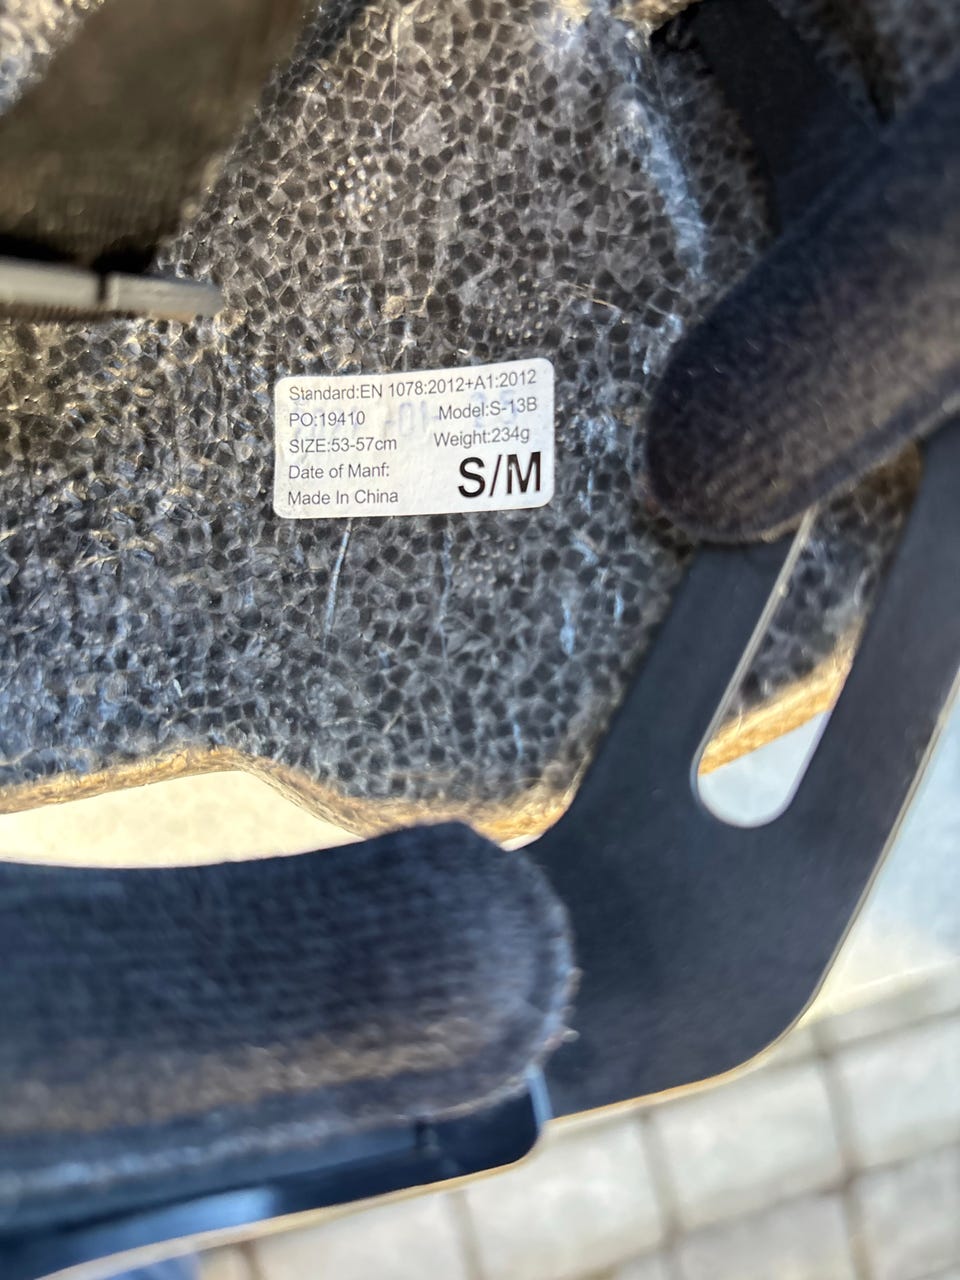 Standard:EN 1078:2012+A1:2012
PO:19410 Model:S-13B
SIZE:53-57cm Weight:234g
Date of Manf:
Made In China S/M